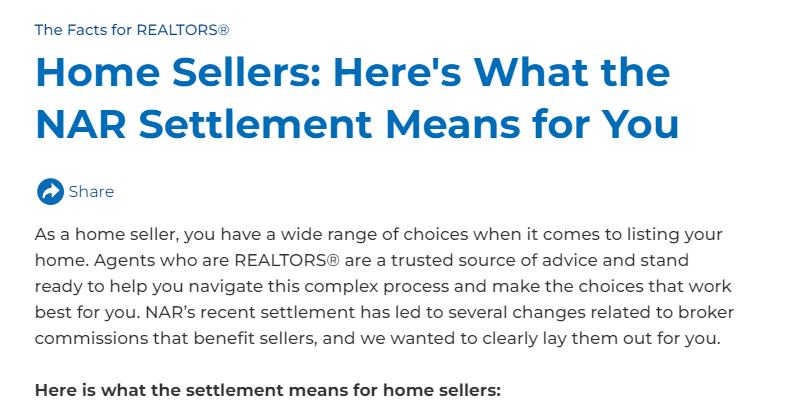 The Facts for REALTORS®
Home Sellers: Here's What the
NAR Settlement Means for You
Share
As a home seller, you have a wide range of choices when it comes to listing your
home. Agents who are REALTORS® are a trusted source of advice and stand
ready to help you navigate this complex process and make the choices that work
best for you. NAR’s recent settlement has led to several changes related to broker
commissions that benefit sellers, and we wanted to clearly lay them out for you.
Here is what the settlement means for home sellers: